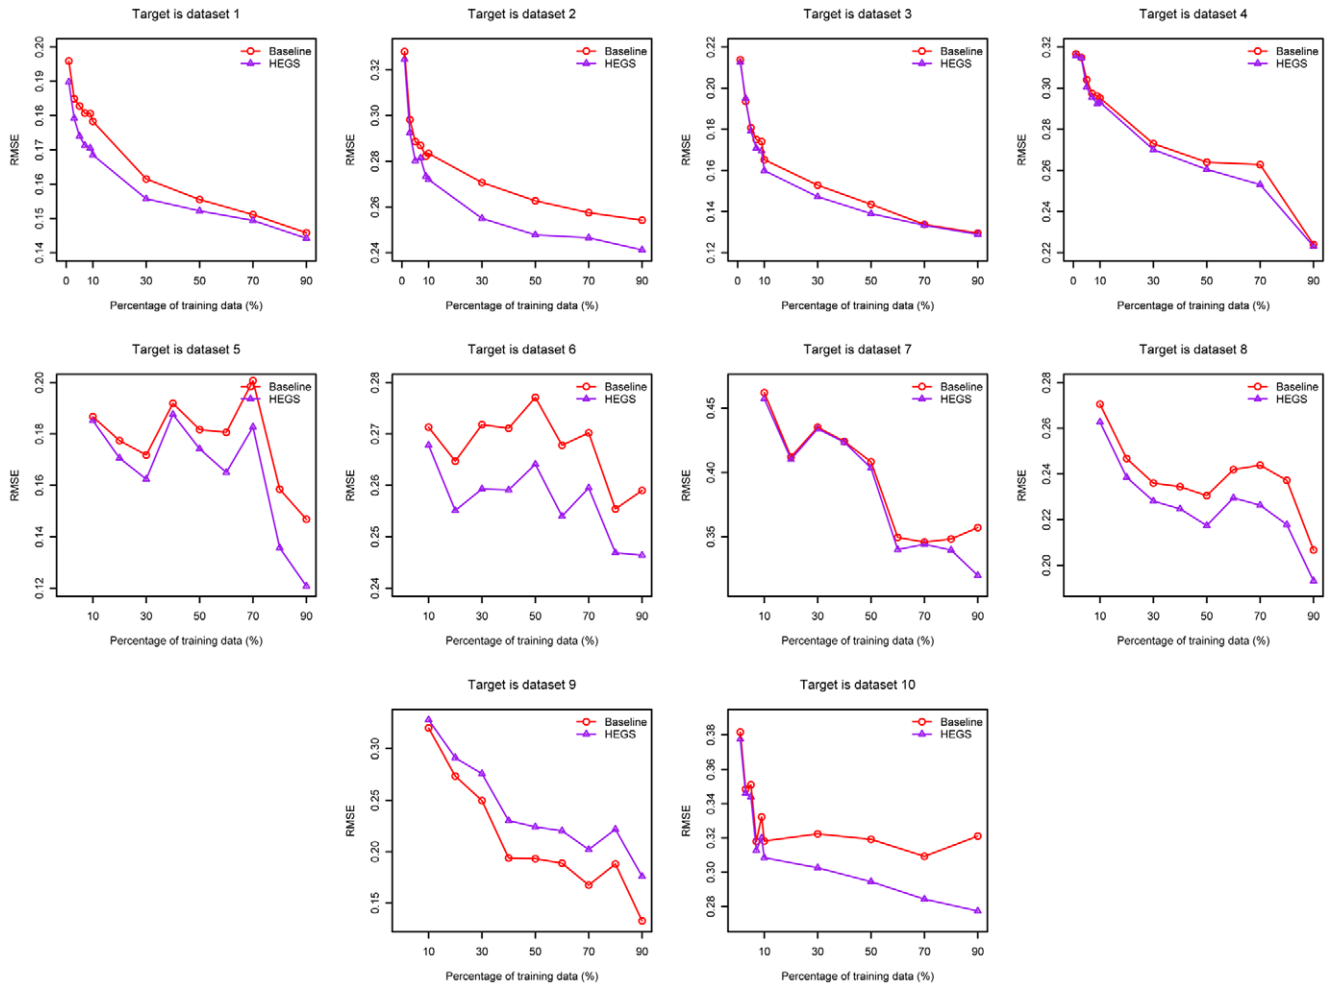 Target is dataset 1
Baseline
HEGS
RMSE
0.20
0.19
0.18
0.17
0.16
0.15
0.14
0 10 30 50 70 90
Percentage of training data (%)
Target is dataset 2
Baseline
HEGS
RMSE
0.32
0.30
0.28
0.26
0.24
0 10 30 50 70 90
Percentage of training data (%)
Target is dataset 3
Baseline
HEGS
RMSE
0.22
0.20
0.18
0.16
0.14
0.12
0 10 30 50 70 90
Percentage of training data (%)
Target is dataset 4
Baseline
HEGS
RMSE
0.32
0.30
0.28
0.26
0.24
0.22
0 10 30 50 70 90
Percentage of training data (%)
Target is dataset 5
Baseline
HEGS
RMSE
0.20
0.18
0.16
0.14
0.12
10 30 50 70 90
Percentage of training data (%)
Target is dataset 6
Baseline
HEGS
RMSE
0.28
0.27
0.26
0.25
0.24
10 30 50 70 90
Percentage of training data (%)
Target is dataset 7
Baseline
HEGS
RMSE
0.45
0.40
0.35
10 30 50 70 90
Percentage of training data (%)
Target is dataset 8
Baseline
HEGS
RMSE
0.28
0.26
0.24
0.22
0.20
10 30 50 70 90
Percentage of training data (%)
Target is dataset 9
Baseline
HEGS
RMSE
0.30
0.25
0.20
0.15
10 30 50 70 90
Percentage of training data (%)
Target is dataset 10
Baseline
HEGS
RMSE
0.38
0.36
0.34
0.32
0.30
0.28
10 30 50 70 90
Percentage of training data (%)